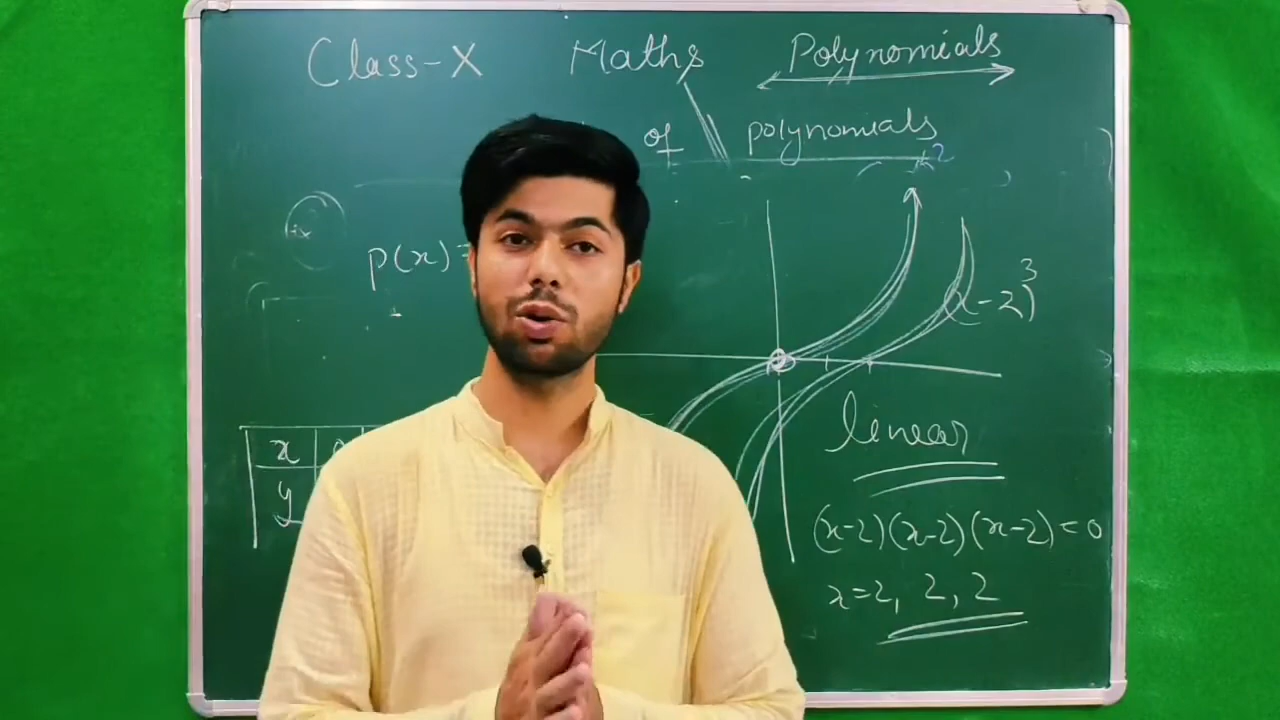 Class-X Maths Polynomials
of polynomials
p(x) =
(x-2)³
linear
x
y
(x-2)(x-2)(x-2) = 0
x=2, 2, 2